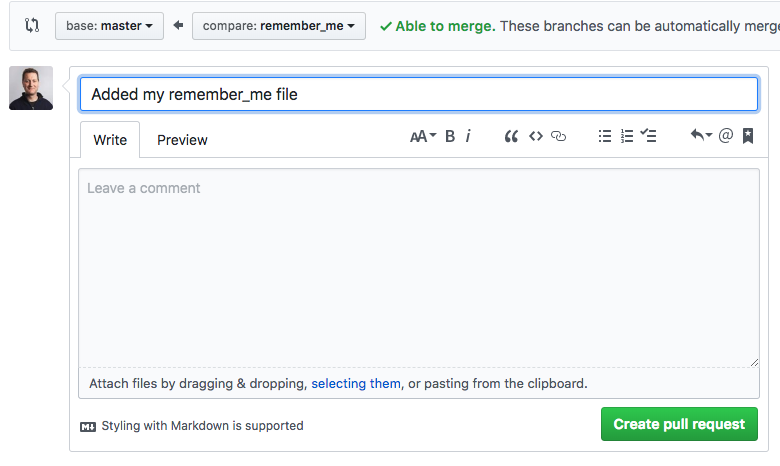 base: master compare: remember_me Able to merge. These branches can be automatically merge
Added my remember_me file
Write Preview AA B i @
Leave a comment
Attach files by dragging & dropping, selecting them, or pasting from the clipboard.
Styling with Markdown is supported Create pull request